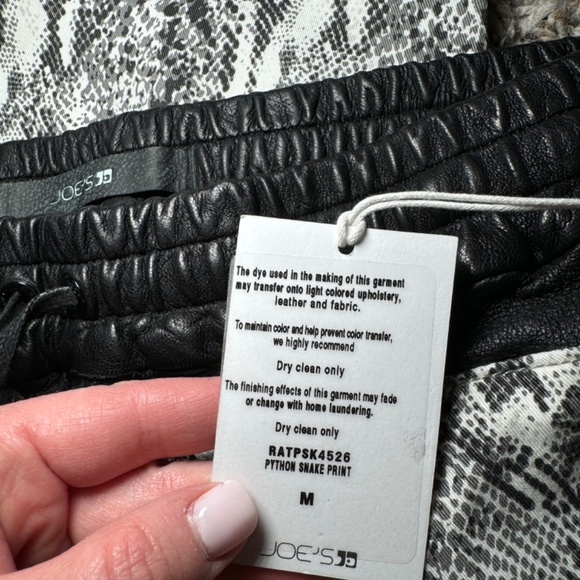 JOE'S
The dye used in the making of this garment
may transfer onto light colored upholstery,
leather and fabric.
To maintain color and help prevent color transfer,
we highly recommend
Dry clean only
The finishing effects of this garment may fade
or change with home laundering.
Dry clean only
RATPSK4526
PYTHON SNAKE PRINT
M
JOE'S